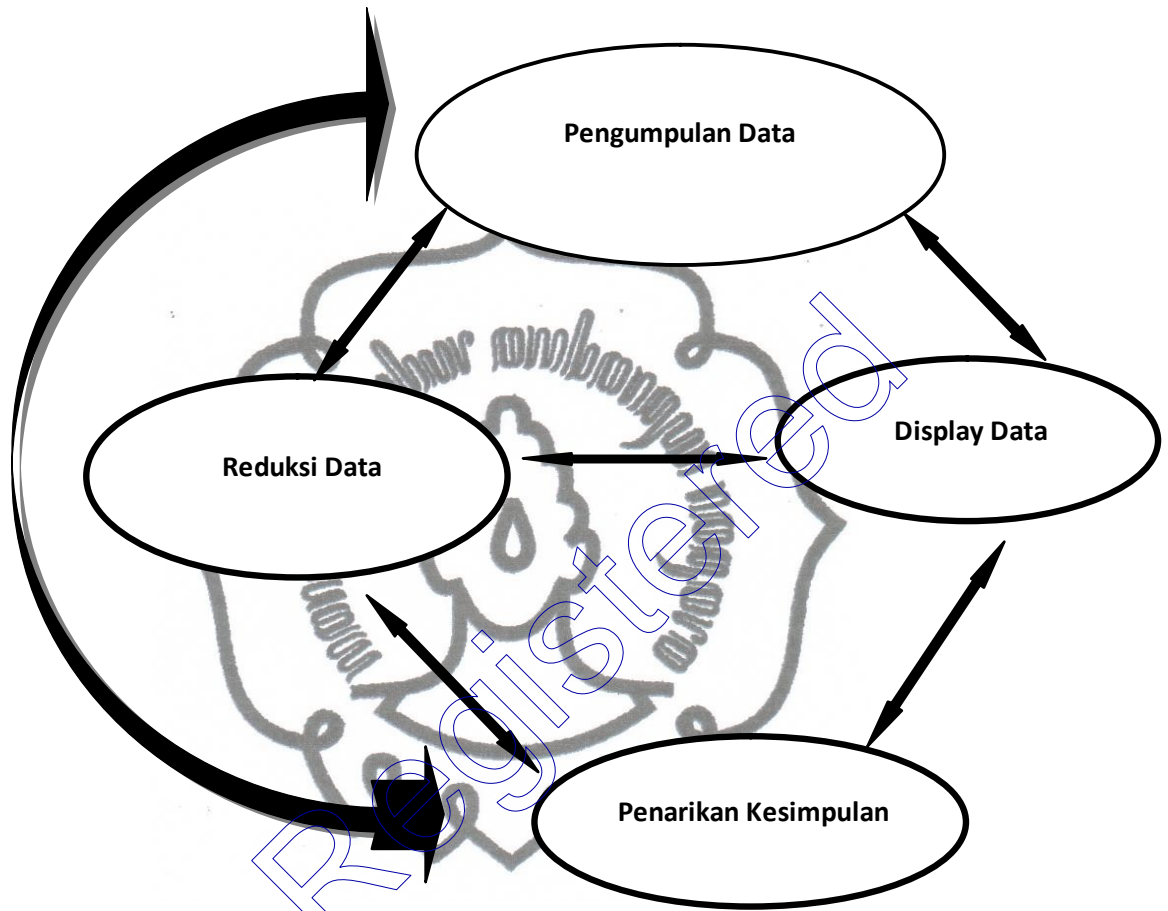 Pengumpulan Data
Display Data
Reduksi Data
Penarikan Kesimpulan
Registered